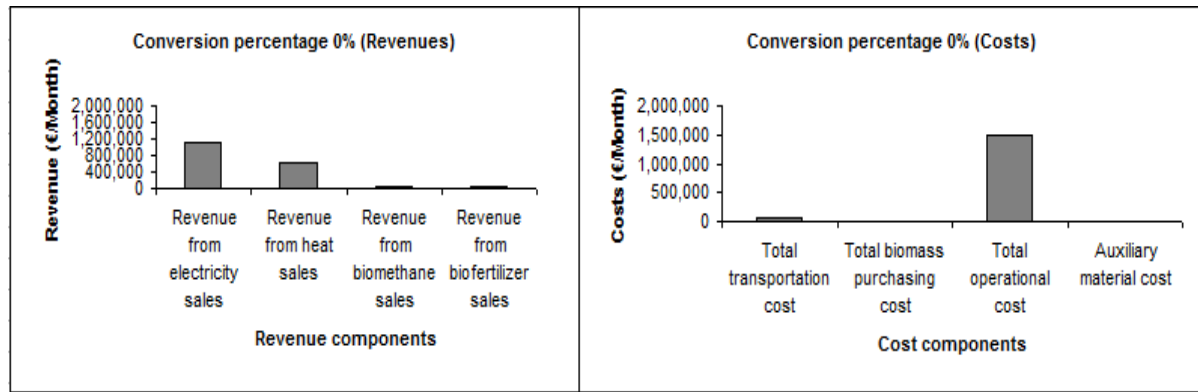 Conversion percentage 0% (Revenues)
Revenue (€/Month)
2,000,000
1,600,000
1,200,000
800,000
400,000
0
Revenue from electricity sales
Revenue from heat sales
Revenue from biomethane sales
Revenue from biofertilizer sales
Revenue components
Conversion percentage 0% (Costs)
Costs (€/Month)
2,000,000
1,500,000
1,000,000
500,000
0
Total transportation cost
Total biomass purchasing cost
Total operational cost
Auxiliary material cost
Cost components